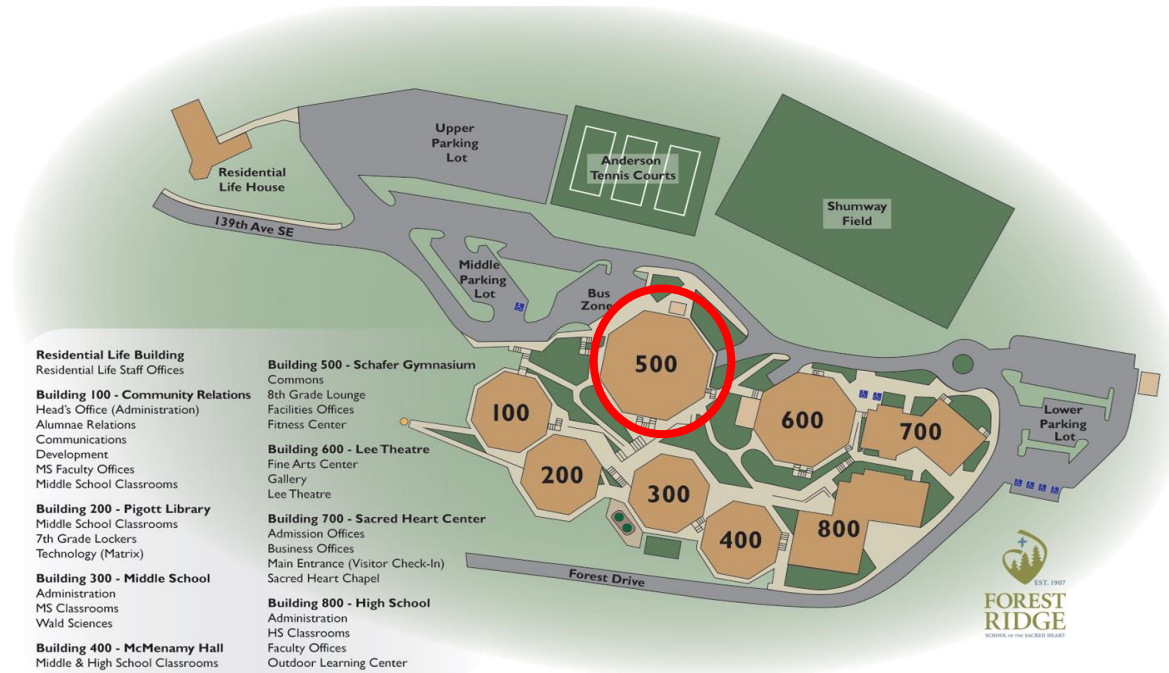 Upper
Parking
Lot
Anderson
Tennis Courts
Residential
Life House
Shumway
Field
139th Ave SE
Middle
Parking
Lot
Bus
Zone
500
100
600
700
Lower
Parking
Lot
200
300
400
800
Forest Drive
Residential Life Building
Residential Life Staff Offices
Building 100 - Community Relations
Head's Office (Administration)
Alumnae Relations
Communications
Development
MS Faculty Offices
Middle School Classrooms
Building 200 - Pigott Library
Middle School Classrooms
7th Grade Lockers
Technology (Matrix)
Building 300 - Middle School
Administration
MS Classrooms
Wald Sciences
Building 400 - McMenamy Hall
Middle & High School Classrooms
Building 500 - Schafer Gymnasium
Commons
8th Grade Lounge
Facilities Offices
Fitness Center
Building 600 - Lee Theatre
Fine Arts Center
Gallery
Lee Theatre
Building 700 - Sacred Heart Center
Admission Offices
Business Offices
Main Entrance (Visitor Check-In)
Sacred Heart Chapel
Building 800 - High School
Administration
HS Classrooms
Faculty Offices
Outdoor Learning Center
EST. 1907
FOREST
RIDGE
SCHOOL OF THE SACRED HEART